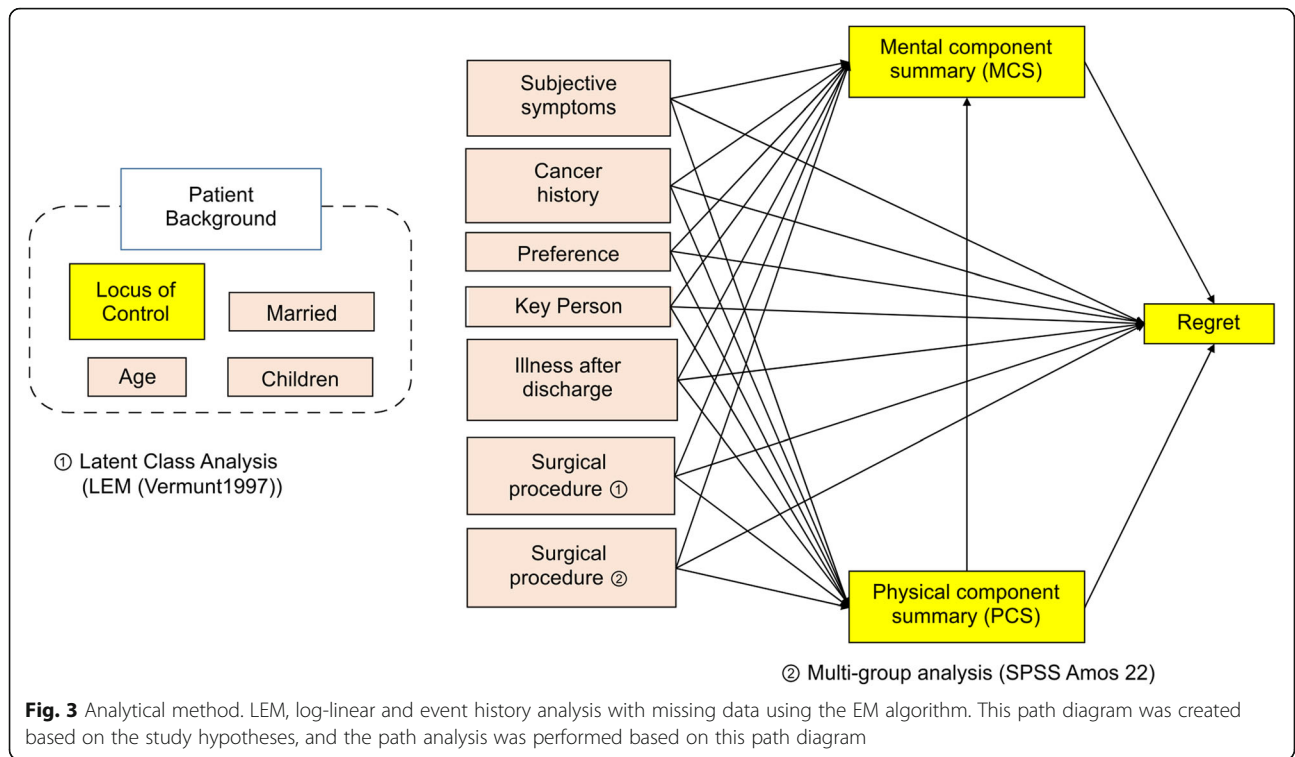 Patient
Background
Locus of
Control
Married
Age
Children
① Latent Class Analysis
(LEM (Vermunt1997))
Subjective
symptoms
Cancer
history
Preference
Key Person
Illness after
discharge
Surgical
procedure ①
Surgical
procedure ②
Mental component
summary (MCS)
Regret
Physical component
summary (PCS)
② Multi-group analysis (SPSS Amos 22)
Fig. 3 Analytical method. LEM, log-linear and event history analysis with missing data using the EM algorithm. This path diagram was created
based on the study hypotheses, and the path analysis was performed based on this path diagram